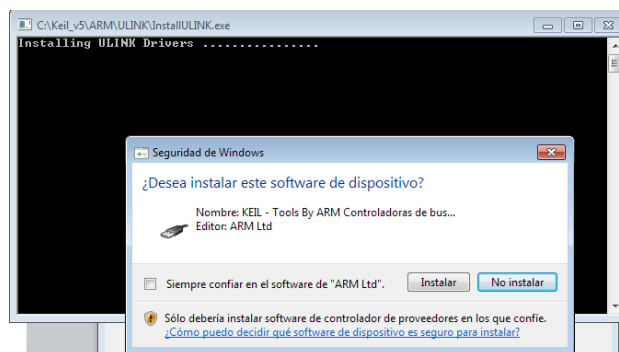 C:\Keil_v5\ARM\ULINK\InstallULINK.exe
Installing ULINK Drivers ................
Seguridad de Windows
¿Desea instalar este software de dispositivo?
Nombre: KEIL - Tools By ARM Controladoras de bus...
Editor: ARM Ltd
Siempre confiar en el software de "ARM Ltd".
Instalar
No instalar
Sólo debería instalar software de controlador de proveedores en los que confíe.
¿Cómo puedo decidir qué software de dispositivo es seguro para instalar?